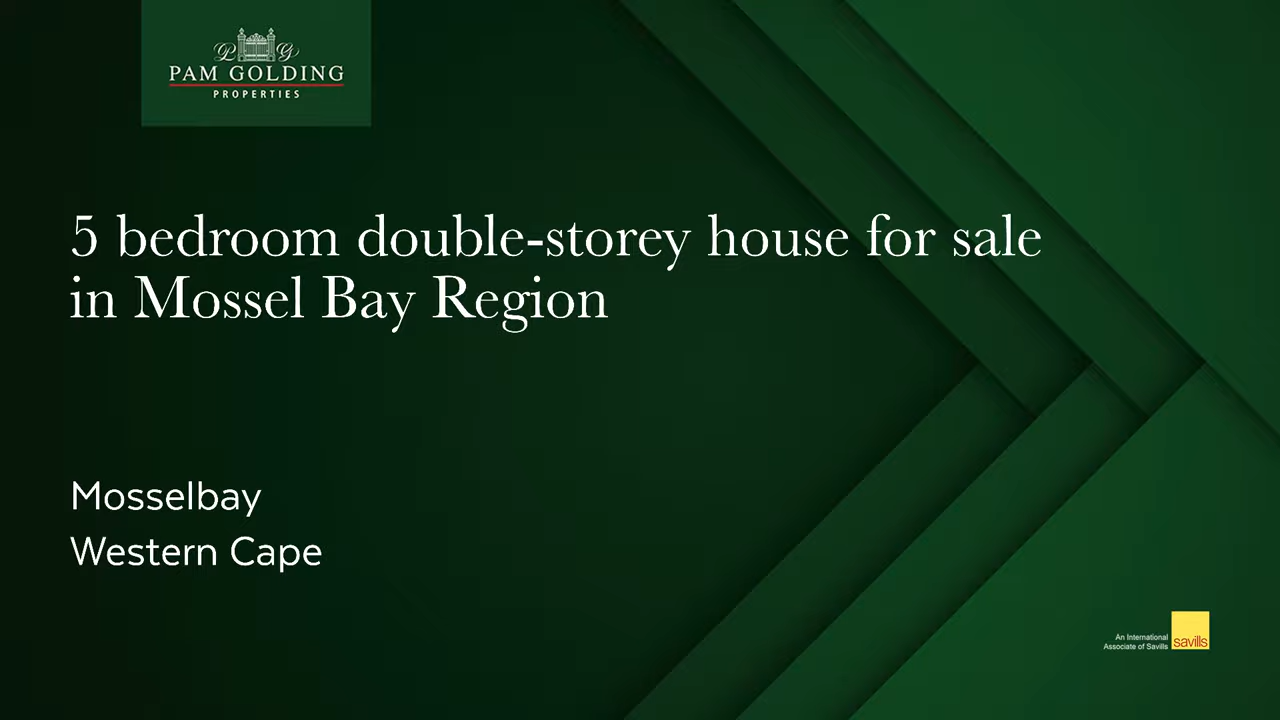 P G
PAM GOLDING
PROPERTIES
5 bedroom double-storey house for sale
in Mossel Bay Region
Mosselbay
Western Cape
An International
Associate of Savills
savills